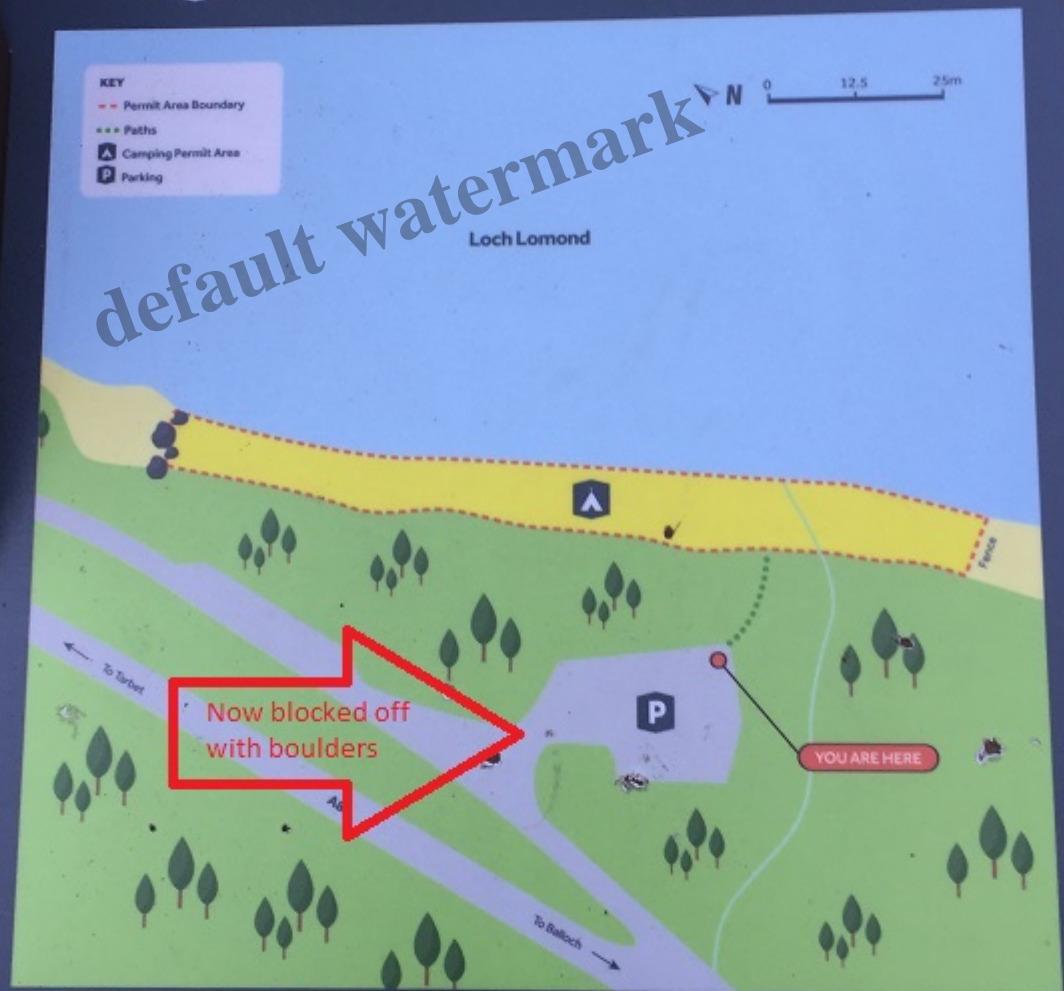 KEY
Permit Area Boundary
Paths
Camping Permit Area
P Parking
N
0 12.5 25m
default watermark
Loch Lomond
Fence
To Tarbet
Now blocked off
with boulders
P
YOU ARE HERE
To Balloch